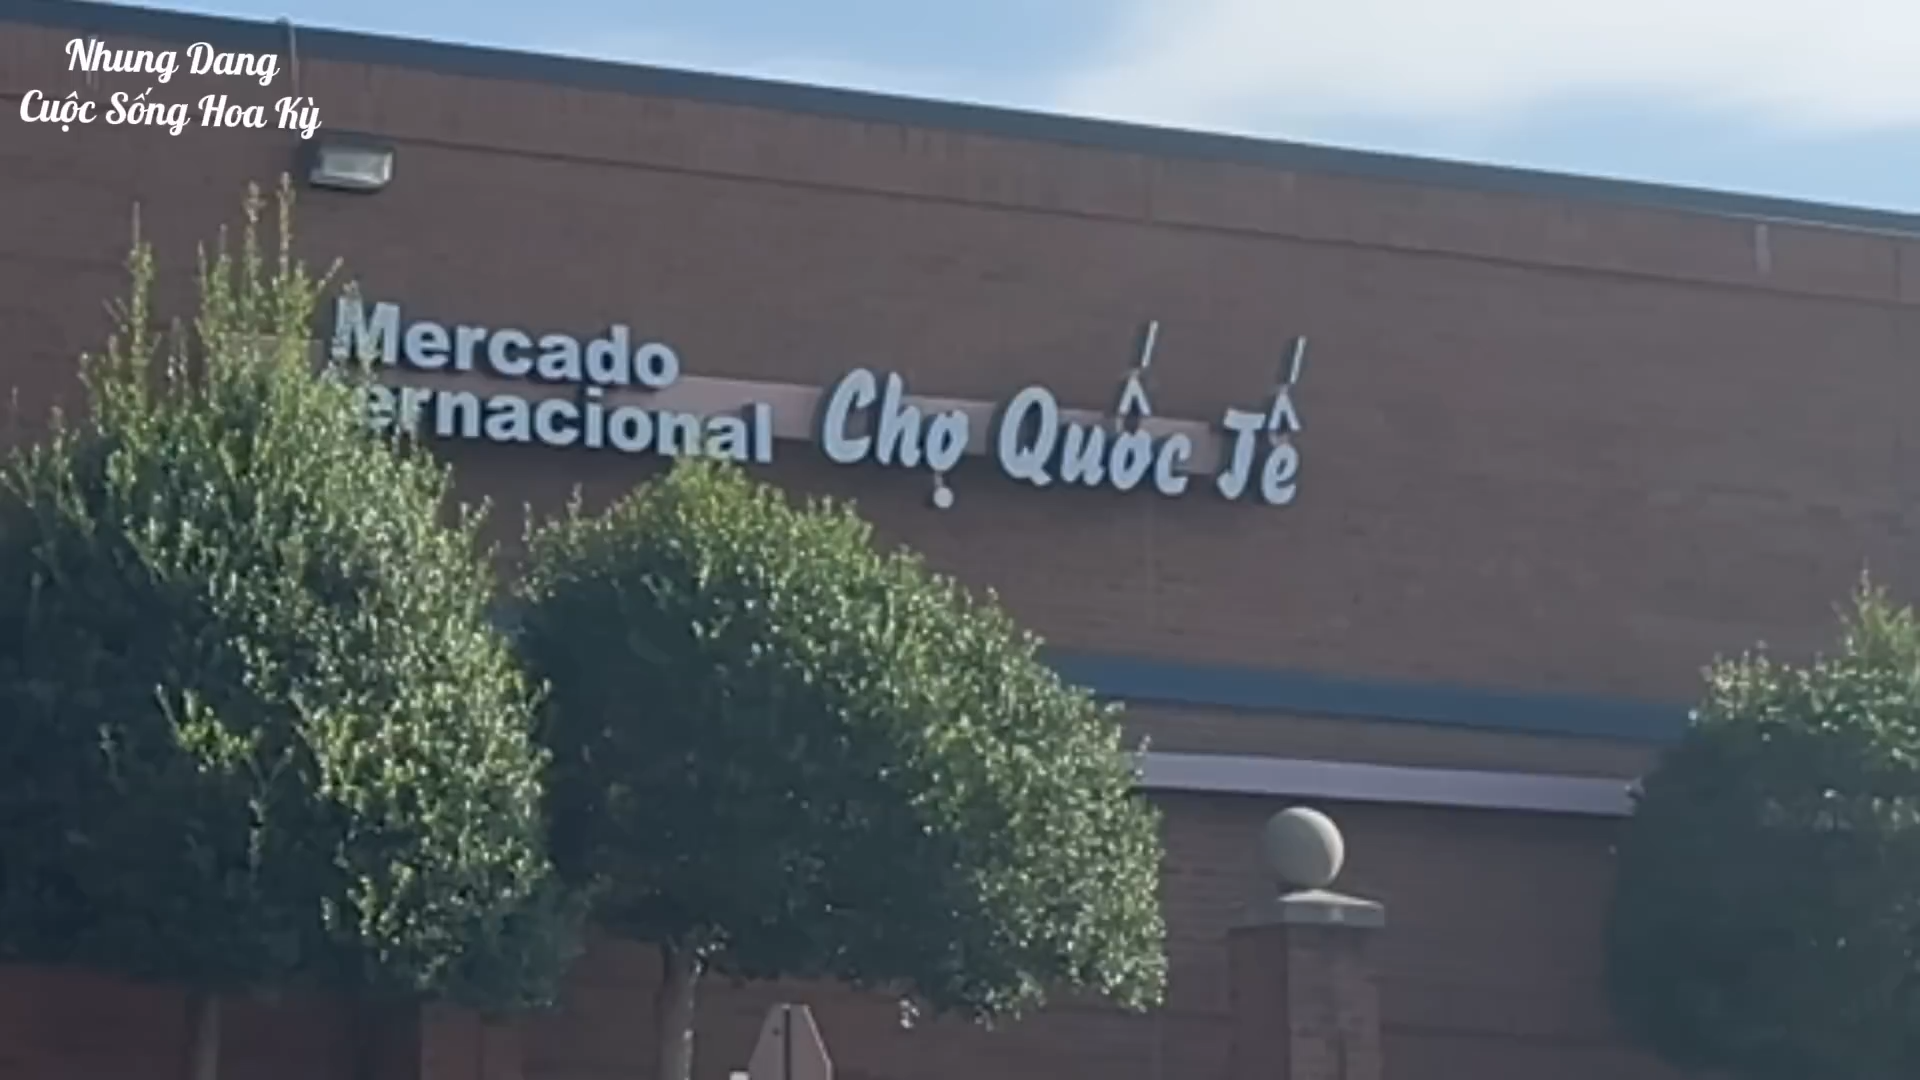 Nhung Dang
Cuộc Sống Hoa Kỳ
Mercado
ernacional
Chợ Quốc Tế